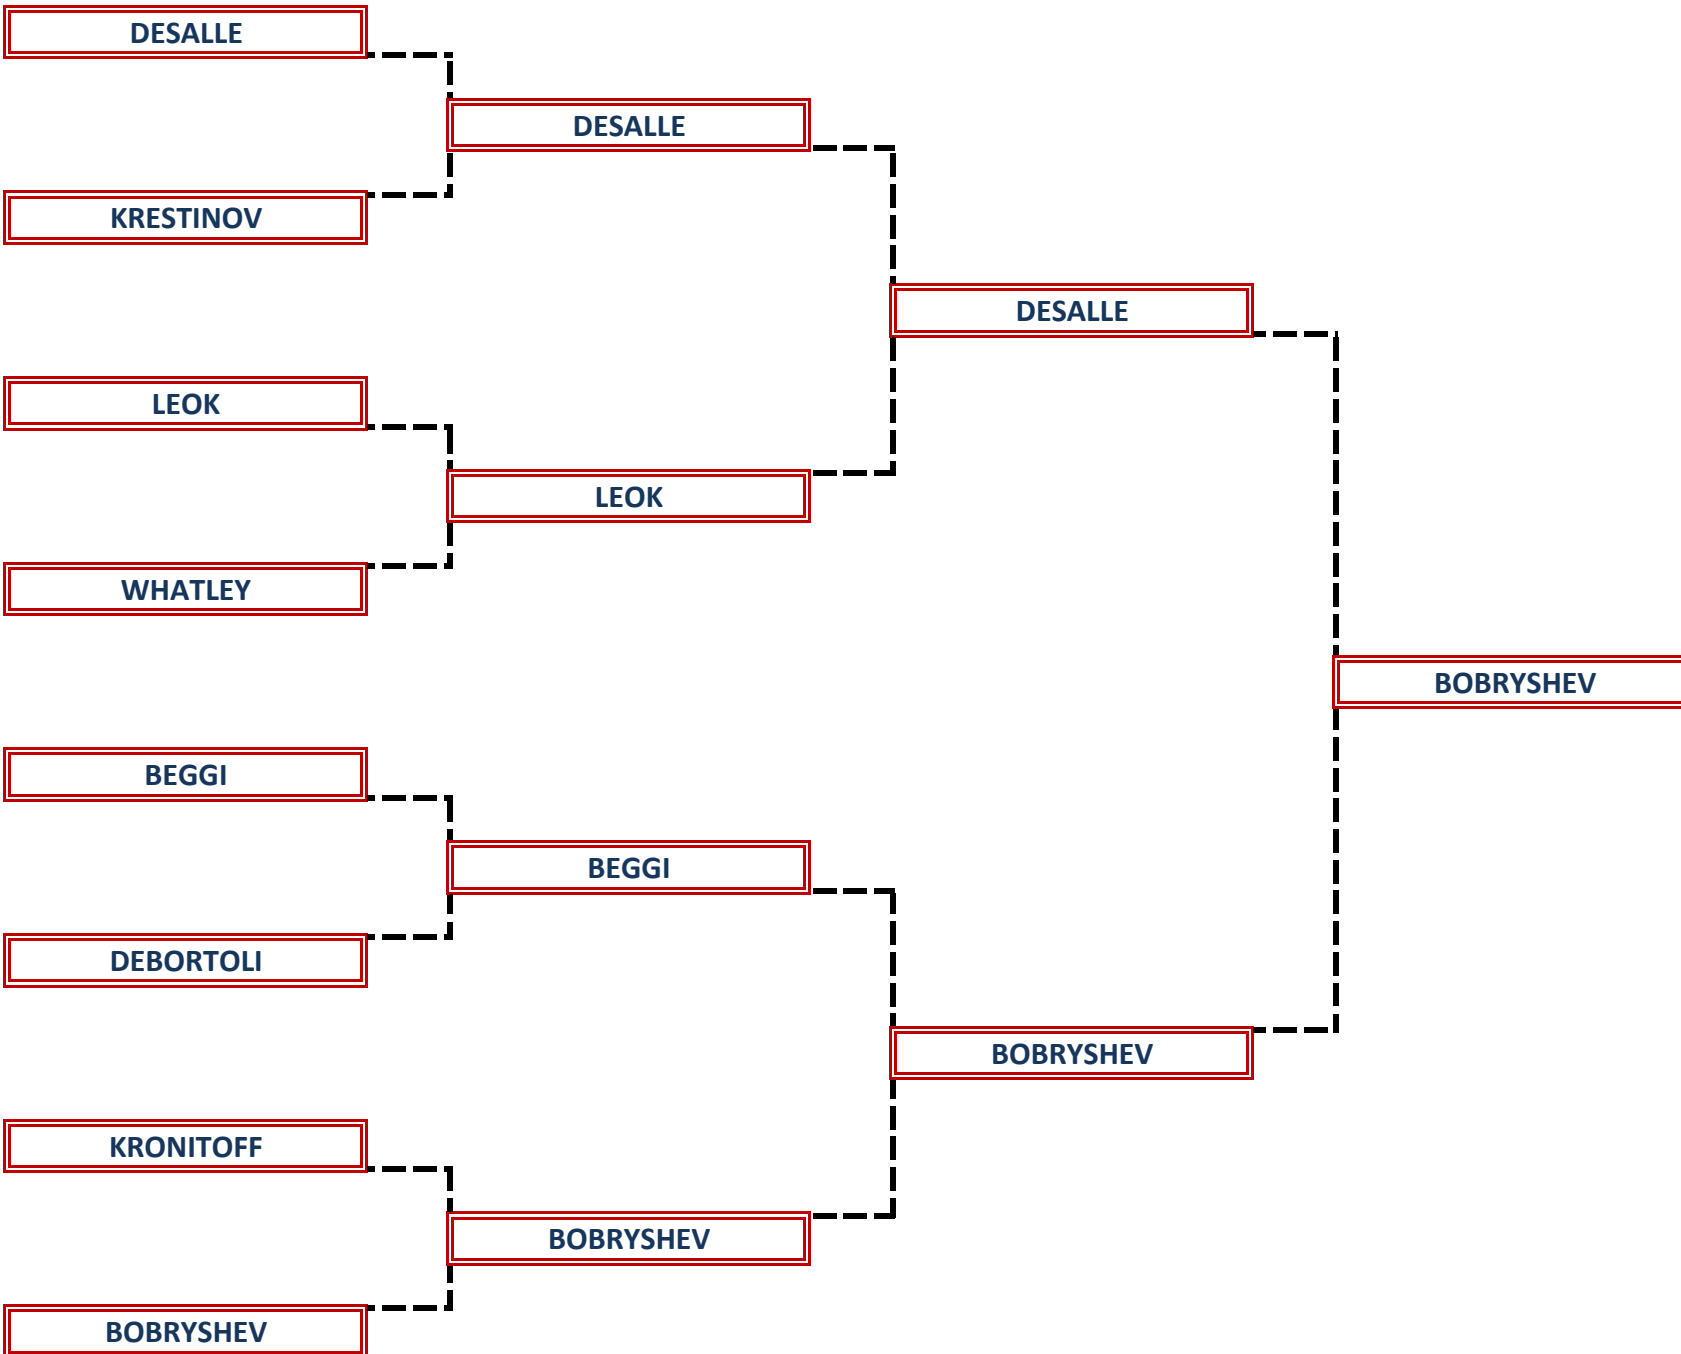 DESALLE
DESALLE
KRESTINOV
DESALLE
LEOK
LEOK
WHATLEY
BOBRYSHEV
BEGGI
BEGGI
DEBORTOLI
BOBRYSHEV
KRONITOFF
BOBRYSHEV
BOBRYSHEV